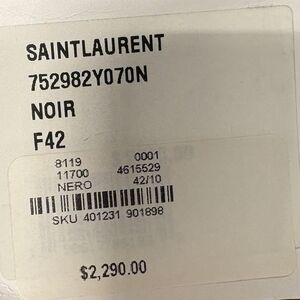 SAINTLAURENT
752982Y070N
NOIR
F42
8119 0001
11700 4615529
NERO 42/10
SKU 401231 901898
$2,290.00